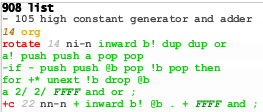 908 list
- 105 high constant generator and adder
14 org
rotate 14 ni-n inward b! dup dup or
a! push push a pop pop
-if - push push @b pop !b pop then
for +* unext !b drop @b
a 2/ 2/ FFFF and or ;
+c 22 nn-n + inward b! @b . + FFFF and ;